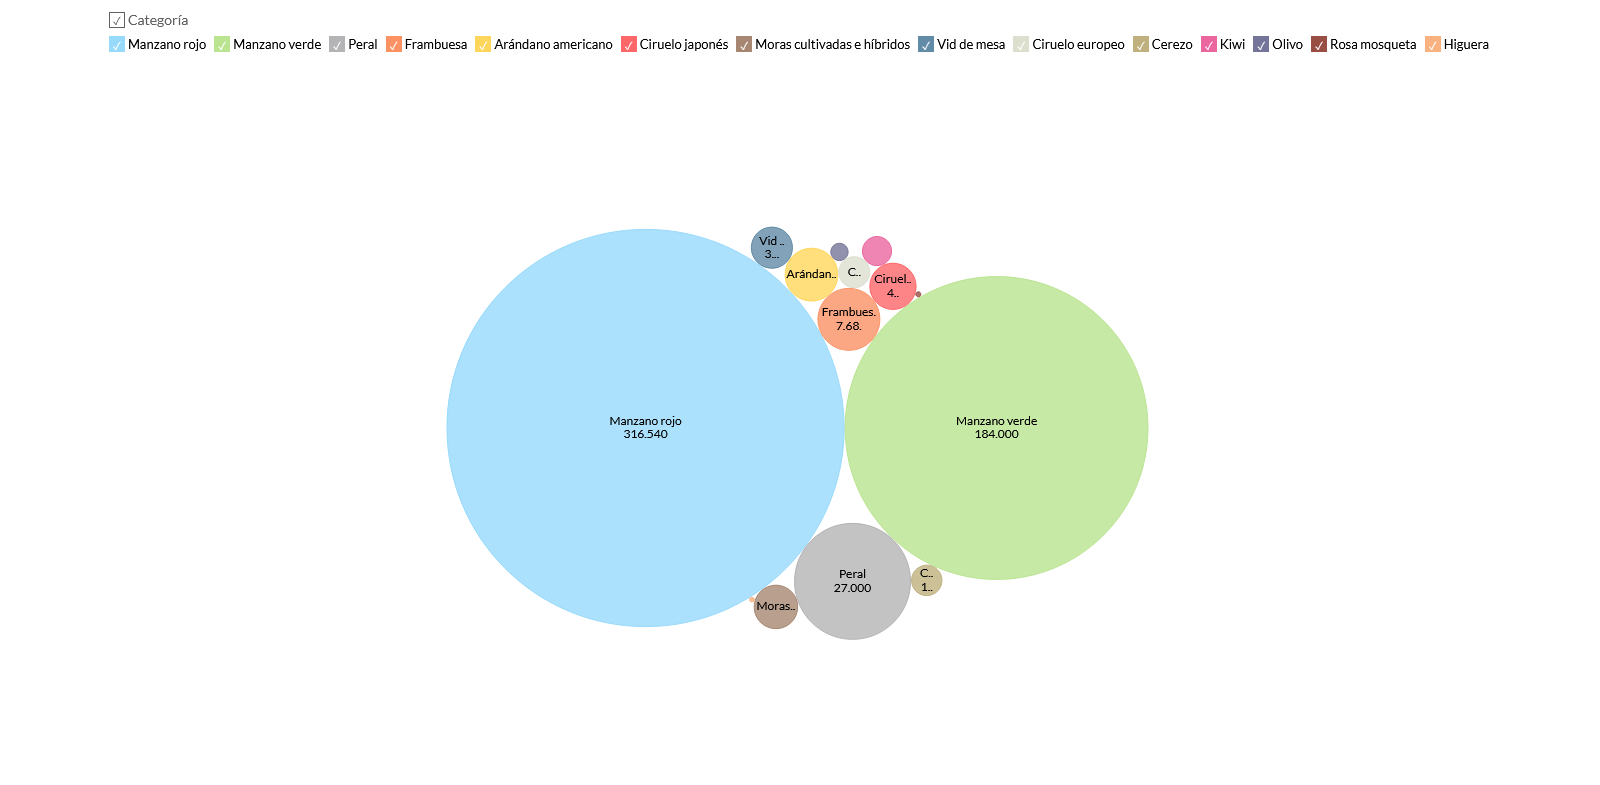 Categoría
Manzano rojo Manzano verde Peral Frambuesa Arándano americano Ciruelo japonés Moras cultivadas e híbridos Vid de mesa Ciruelo europeo Cerezo Kiwi Olivo Rosa mosqueta Higuera
Vid ..
3...
Arándan..
C..
Ciruel..
4..
Frambues.
7.68.
Manzano rojo
316.540
Manzano verde
184.000
Peral
27.000
C..
1..
Moras..